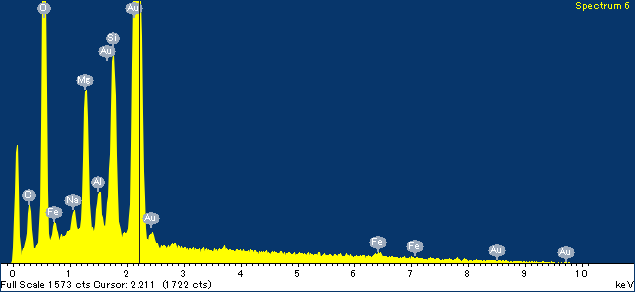 Spectrum 6
O Au
Si
Au
Mg
Al
O Na
Fe Au
Fe Fe Au Au
0 1 2 3 4 5 6 7 8 9 10
Full Scale 1573 cts Cursor: 2.211 (1722 cts) keV